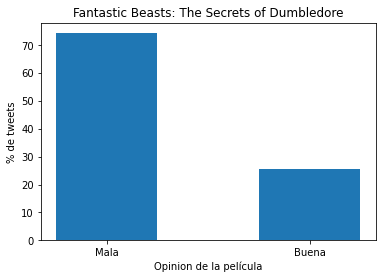 Fantastic Beasts: The Secrets of Dumbledore
% de tweets
70
60
50
40
30
20
10
0
Mala Buena
Opinion de la película